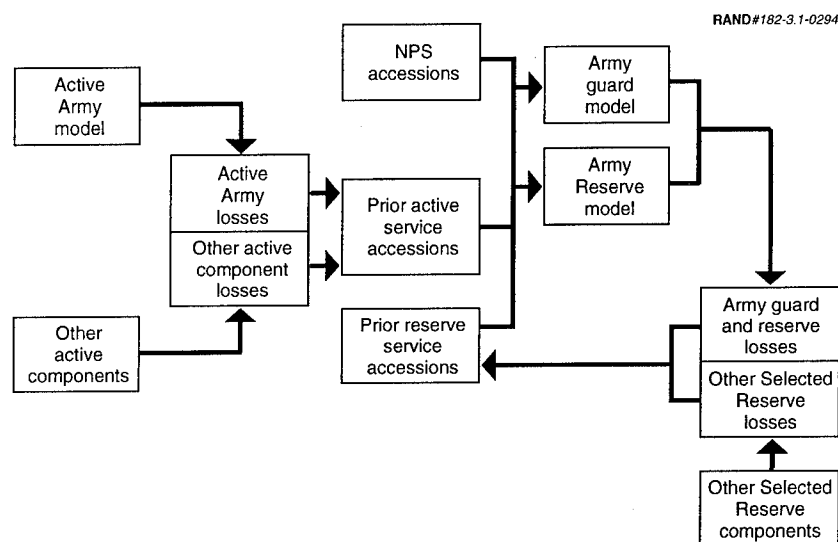 RAND#182-3.1-0294
NPS
accessions
Army
guard
model
Active
Army
model
Active
Army
losses
Army
Reserve
model
Prior active
service
accessions
Other active
component
losses
Army guard
and reserve
losses
Prior reserve
service
accessions
Other
active
components
Other Selected
Reserve
losses
Other Selected
Reserve
components